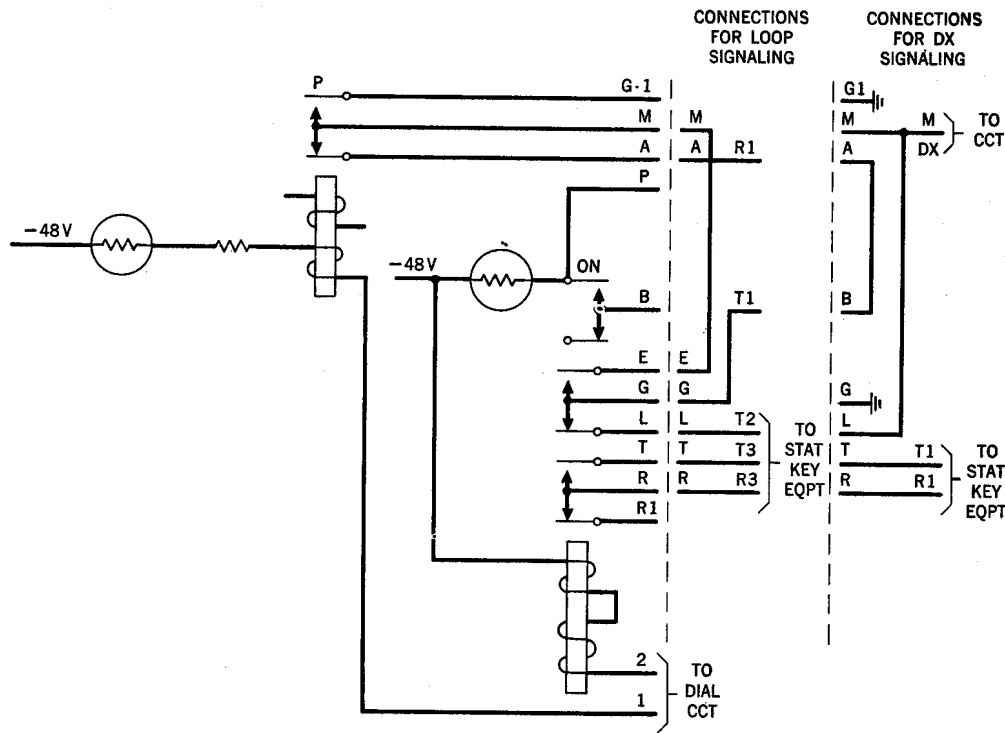 CONNECTIONS
FOR LOOP
SIGNALING
CONNECTIONS
FOR DX
SIGNALING
P
G-1
G1
M
M
M
M
TO
CCT
A
A
R1
A
DX
P
-48V
-48V
ON
B
T1
B
E
E
G
G
G
L
L
T2
L
T
T
T3
T
T1
R
R
R3
R
R1
R1
TO
STAT
KEY
EQPT
TO
STAT
KEY
EQPT
2
1
TO
DIAL
CCT